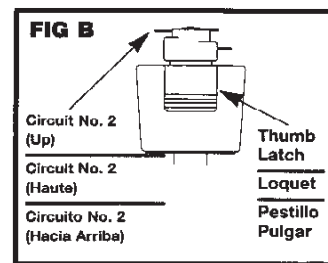 FIG B
Circuit No. 2
(Up)
Circuit No. 2
(Haute)
Circuito No. 2
(Hacia Arriba)
Thumb
Latch
Loquet
Pestillo
Pulgar